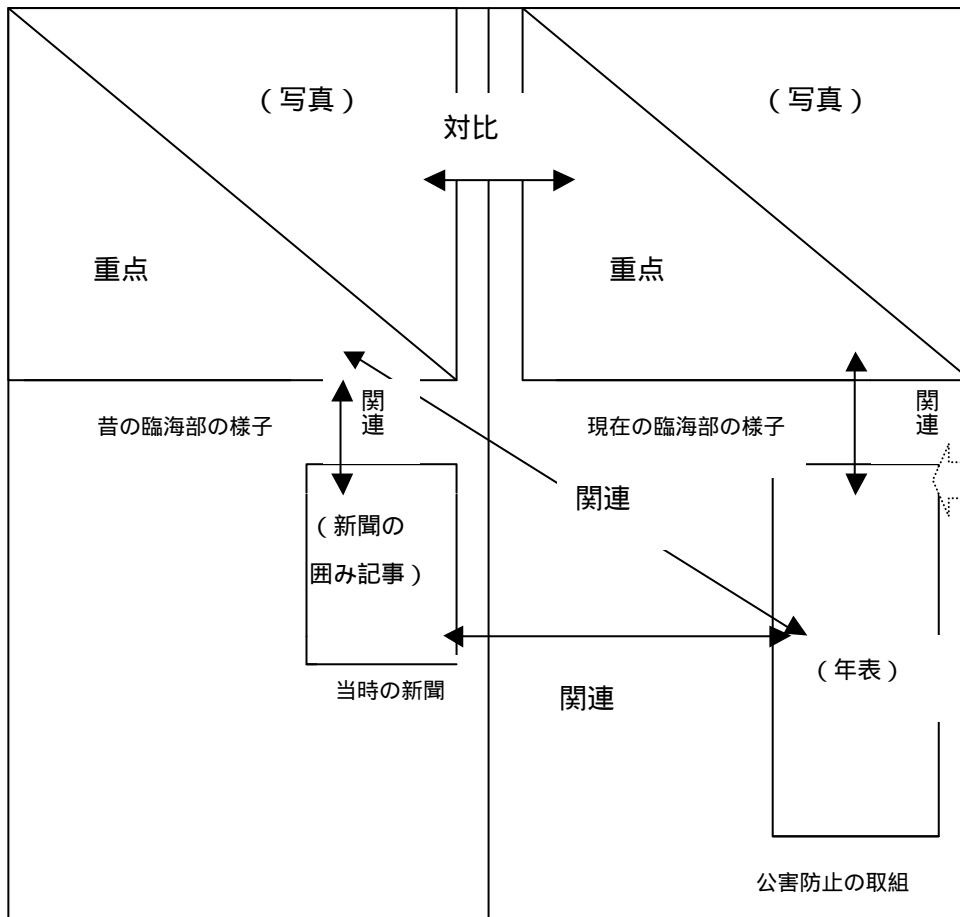 （写真）
（写真）
対比
重点
重点
関連
関連
昔の臨海部の様子
現在の臨海部の様子
関連
（新聞の
囲み記事）
（年表）
当時の新聞
関連
公害防止の取組